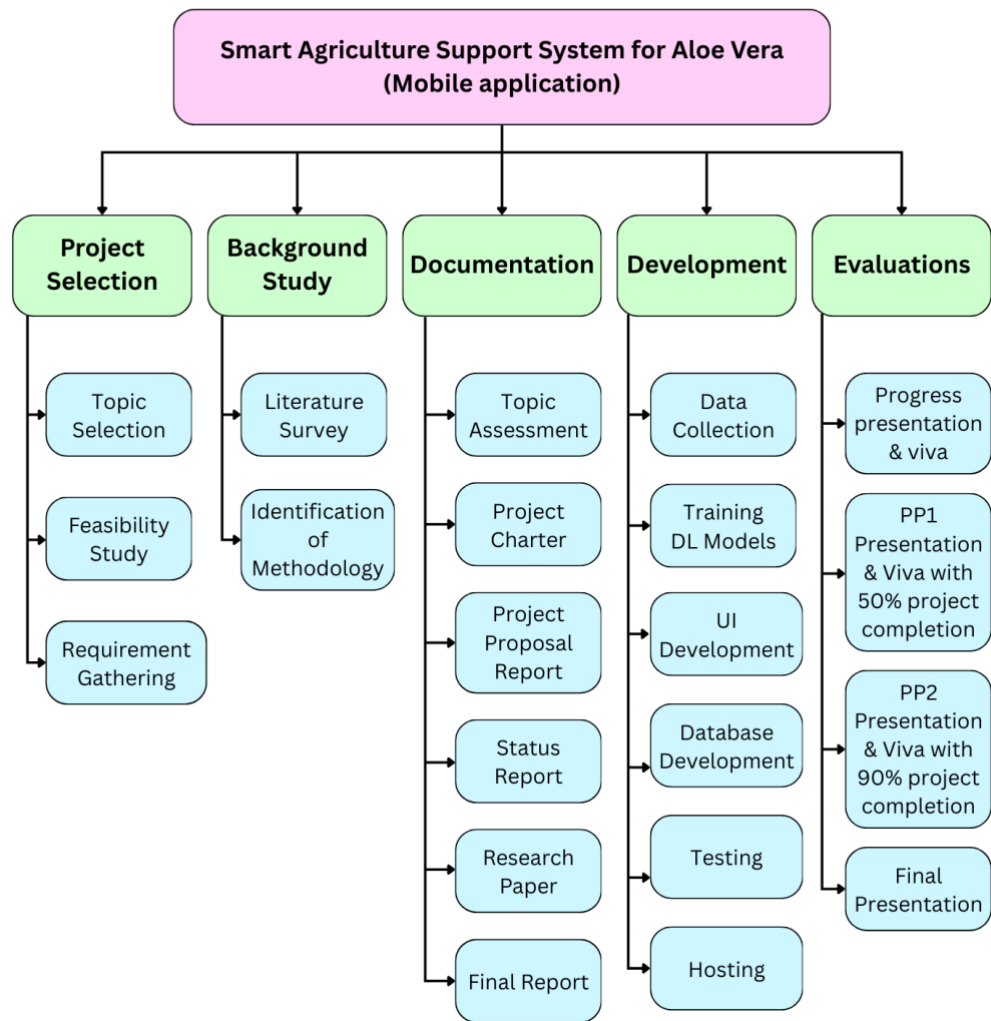 Smart Agriculture Support System for Aloe Vera
(Mobile application)
Project
Selection
Topic
Selection
Feasibility
Study
Requirement
Gathering
Background
Study
Literature
Survey
Identification
of
Methodology
Documentation
Topic
Assessment
Project
Charter
Project
Proposal
Report
Status
Report
Research
Paper
Final Report
Development
Data
Collection
Training
DL Models
UI
Development
Database
Development
Testing
Hosting
Evaluations
Progress
presentation
& viva
PP1
Presentation
& Viva with
50% project
completion
PP2
Presentation
& Viva with
90% project
completion
Final
Presentation